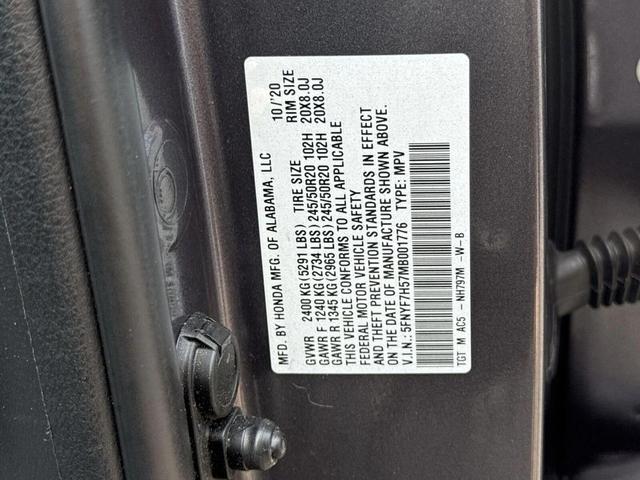 MFD. BY HONDA MFG. OF ALABAMA, LLC 10/'20
GVWR 2400 KG (5291 LBS) TIRE SIZE RIM SIZE
GAWR F 1240 KG (2734 LBS) 245/50R20 102H 20X8.0J
GAWR R 1345 KG (2965 LBS) 245/50R20 102H 20X8.0J
THIS VEHICLE CONFORMS TO ALL APPLICABLE
FEDERAL MOTOR VEHICLE SAFETY
AND THEFT PREVENTION STANDARDS IN EFFECT
ON THE DATE OF MANUFACTURE SHOWN ABOVE.
V.I.N.: 5FNYF7H57MB001776 TYPE: MPV
TGT M AC5 -NH797M -W-B